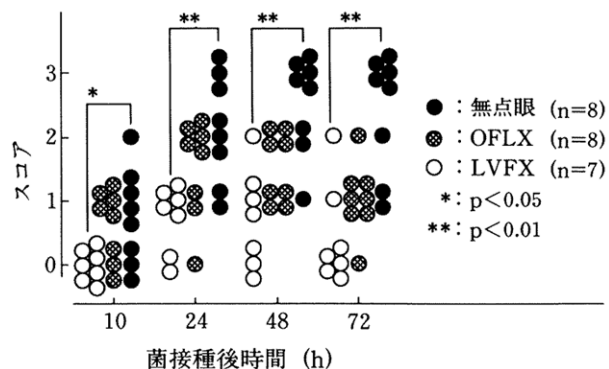 **
**
**
*
3
2
1
0
スコア
10 24 48 72
菌接種後時間 (h)
●：無点眼 (n=8)
：OFLX (n=8)
○：LVFX (n=7)
*：p<0.05
**：p<0.01